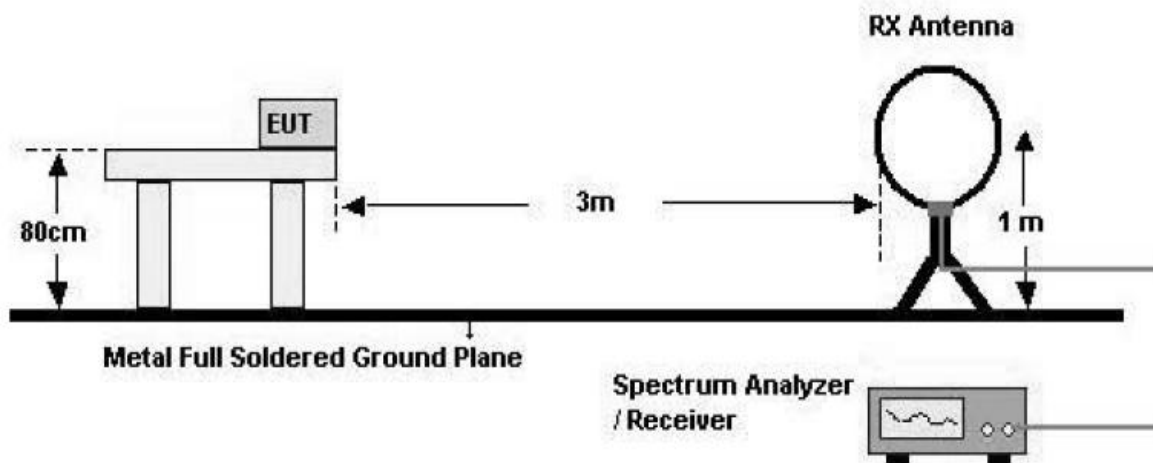 RX Antenna
EUT
80cm
3m
1 m
Metal Full Soldered Ground Plane
Spectrum Analyzer
/ Receiver